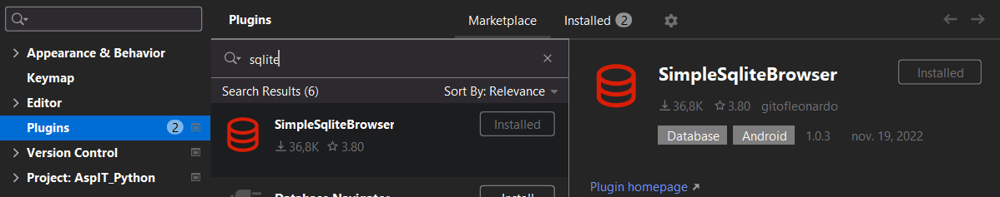 Appearance & Behavior
Keymap
Editor
Plugins 2
Version Control
Project: AspIT_Python
Plugins
Marketplace
Installed 2
sqlite
Search Results (6)
Sort By: Relevance
SimpleSqliteBrowser
Installed
36,8K 3.80
Database Navigator
Install
SimpleSqliteBrowser
Installed
36,8K 3.80 gitofleonardo
Database Android 1.0.3 nov. 19, 2022
Plugin homepage